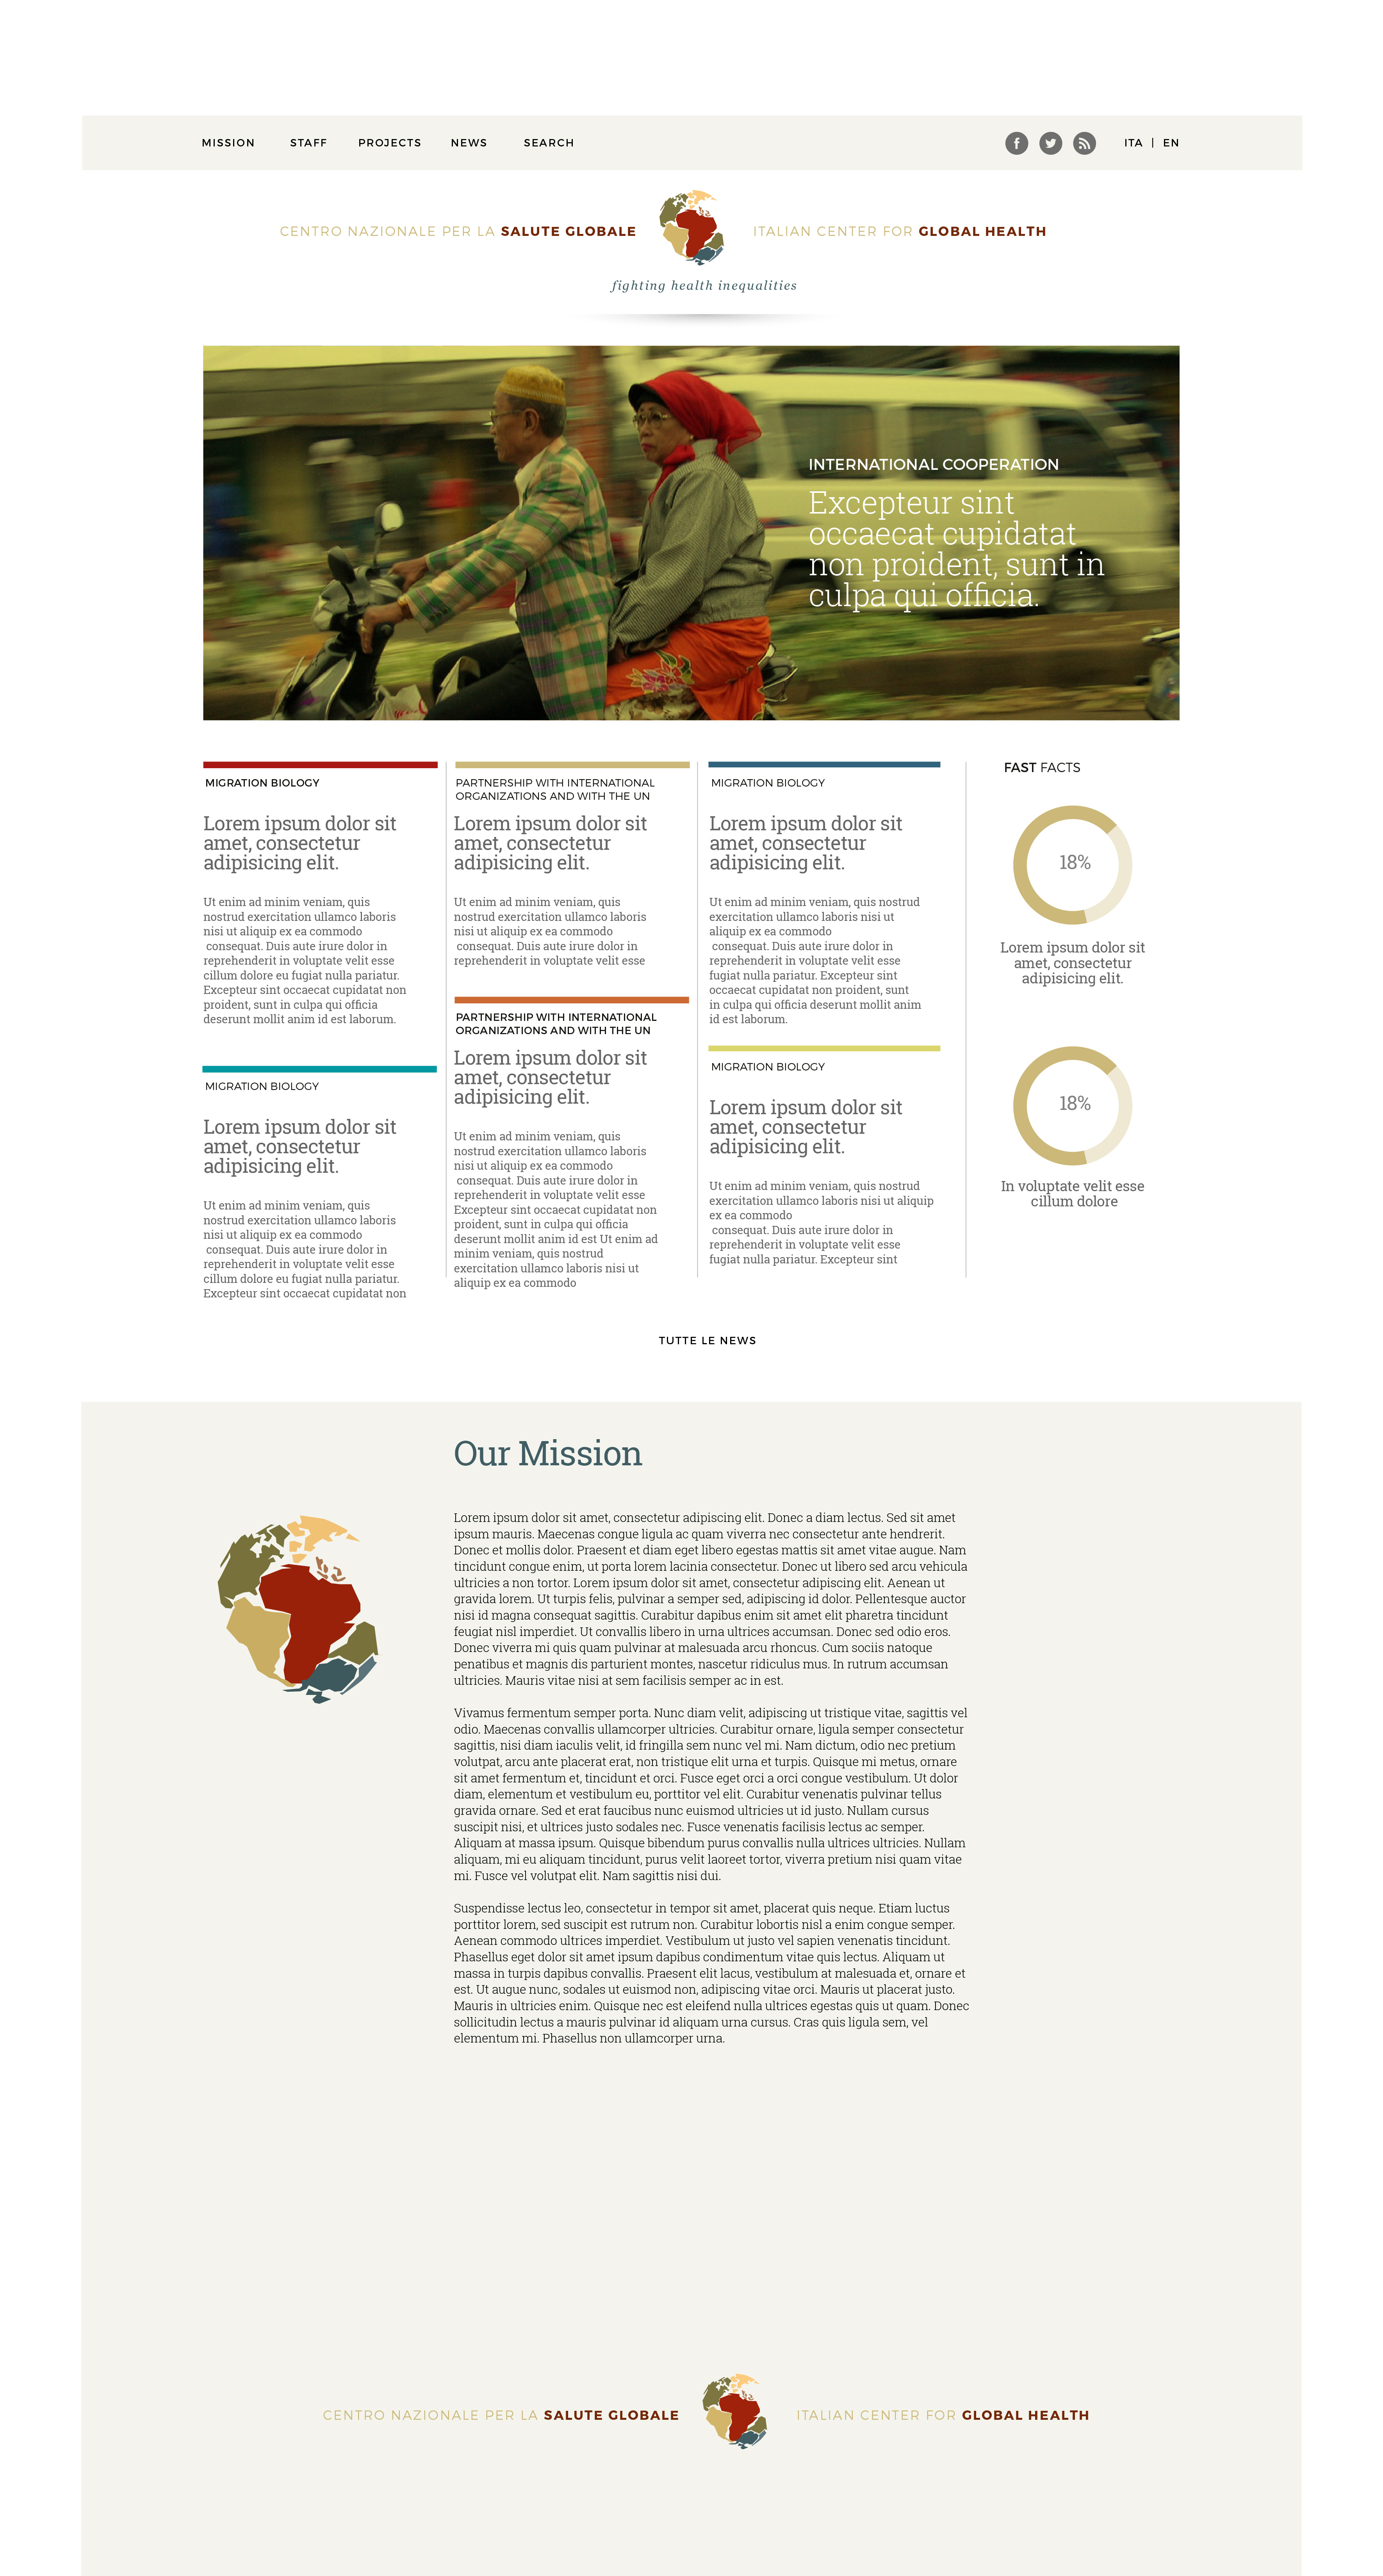 MISSION STAFF PROJECTS NEWS SEARCH ITA | EN
CENTRO NAZIONALE PER LA SALUTE GLOBALE ITALIAN CENTER FOR GLOBAL HEALTH
fighting health inequalities
INTERNATIONAL COOPERATION
Excepteur sint
occaecat cupidatat
non proident, sunt in
culpa qui officia.
MIGRATION BIOLOGY
Lorem ipsum dolor sit
amet, consectetur
adipisicing elit.
Ut enim ad minim veniam, quis
nostrud exercitation ullamco laboris
nisi ut aliquip ex ea commodo
consequat. Duis aute irure dolor in
reprehenderit in voluptate velit esse
cillum dolore eu fugiat nulla pariatur.
Excepteur sint occaecat cupidatat non
proident, sunt in culpa qui officia
deserunt mollit anim id est laborum.
MIGRATION BIOLOGY
Lorem ipsum dolor sit
amet, consectetur
adipisicing elit.
Ut enim ad minim veniam, quis
nostrud exercitation ullamco laboris
nisi ut aliquip ex ea commodo
consequat. Duis aute irure dolor in
reprehenderit in voluptate velit esse
cillum dolore eu fugiat nulla pariatur.
Excepteur sint occaecat cupidatat non
PARTNERSHIP WITH INTERNATIONAL
ORGANIZATIONS AND WITH THE UN
Lorem ipsum dolor sit
amet, consectetur
adipisicing elit.
Ut enim ad minim veniam, quis
nostrud exercitation ullamco laboris
nisi ut aliquip ex ea commodo
consequat. Duis aute irure dolor in
reprehenderit in voluptate velit esse
PARTNERSHIP WITH INTERNATIONAL
ORGANIZATIONS AND WITH THE UN
Lorem ipsum dolor sit
amet, consectetur
adipisicing elit.
Ut enim ad minim veniam, quis
nostrud exercitation ullamco laboris
nisi ut aliquip ex ea commodo
consequat. Duis aute irure dolor in
reprehenderit in voluptate velit esse
Excepteur sint occaecat cupidatat non
proident, sunt in culpa qui officia
deserunt mollit anim id est Ut enim ad
minim veniam, quis nostrud
exercitation ullamco laboris nisi ut
aliquip ex ea commodo
MIGRATION BIOLOGY
Lorem ipsum dolor sit
amet, consectetur
adipisicing elit.
Ut enim ad minim veniam, quis nostrud
exercitation ullamco laboris nisi ut
aliquip ex ea commodo
consequat. Duis aute irure dolor in
reprehenderit in voluptate velit esse
fugiat nulla pariatur. Excepteur sint
occaecat cupidatat non proident, sunt
in culpa qui officia deserunt mollit anim
id est laborum.
MIGRATION BIOLOGY
Lorem ipsum dolor sit
amet, consectetur
adipisicing elit.
Ut enim ad minim veniam, quis nostrud
exercitation ullamco laboris nisi ut aliquip
ex ea commodo
consequat. Duis aute irure dolor in
reprehenderit in voluptate velit esse
fugiat nulla pariatur. Excepteur sint
FAST FACTS
18%
Lorem ipsum dolor sit
amet, consectetur
adipisicing elit.
18%
In voluptate velit esse
cillum dolore
TUTTE LE NEWS
Our Mission
Lorem ipsum dolor sit amet, consectetur adipiscing elit. Donec a diam lectus. Sed sit amet
ipsum mauris. Maecenas congue ligula ac quam viverra nec consectetur ante hendrerit.
Donec et mollis dolor. Praesent et diam eget libero egestas mattis sit amet vitae augue. Nam
tincidunt congue enim, ut porta lorem lacinia consectetur. Donec ut libero sed arcu vehicula
ultricies a non tortor. Lorem ipsum dolor sit amet, consectetur adipiscing elit. Aenean ut
gravida lorem. Ut turpis felis, pulvinar a semper sed, adipiscing id dolor. Pellentesque auctor
nisi id magna consequat sagittis. Curabitur dapibus enim sit amet elit pharetra tincidunt
feugiat nisl imperdiet. Ut convallis libero in urna ultrices accumsan. Donec sed odio eros.
Donec viverra mi quis quam pulvinar at malesuada arcu rhoncus. Cum sociis natoque
penatibus et magnis dis parturient montes, nascetur ridiculus mus. In rutrum accumsan
ultricies. Mauris vitae nisi at sem facilisis semper ac in est.
Vivamus fermentum semper porta. Nunc diam velit, adipiscing ut tristique vitae, sagittis vel
odio. Maecenas convallis ullamcorper ultricies. Curabitur ornare, ligula semper consectetur
sagittis, nisi diam iaculis velit, id fringilla sem nunc vel mi. Nam dictum, odio nec pretium
volutpat, arcu ante placerat erat, non tristique elit urna et turpis. Quisque mi metus, ornare
sit amet fermentum et, tincidunt et orci. Fusce eget orci a orci congue vestibulum. Ut dolor
diam, elementum et vestibulum eu, porttitor vel elit. Curabitur venenatis pulvinar tellus
gravida ornare. Sed et erat faucibus nunc euismod ultricies ut id justo. Nullam cursus
suscipit nisi, et ultrices justo sodales nec. Fusce venenatis facilisis lectus ac semper.
Aliquam at massa ipsum. Quisque bibendum purus convallis nulla ultrices ultricies. Nullam
aliquam, mi eu aliquam tincidunt, purus velit laoreet tortor, viverra pretium nisi quam vitae
mi. Fusce vel volutpat elit. Nam sagittis nisi dui.
Suspendisse lectus leo, consectetur in tempor sit amet, placerat quis neque. Etiam luctus
porttitor lorem, sed suscipit est rutrum non. Curabitur lobortis nisl a enim congue semper.
Aenean commodo ultrices imperdiet. Vestibulum ut justo vel sapien venenatis tincidunt.
Phasellus eget dolor sit amet ipsum dapibus condimentum vitae quis lectus. Aliquam ut
massa in turpis dapibus convallis. Praesent elit lacus, vestibulum at malesuada et, ornare et
est. Ut augue nunc, sodales ut euismod non, adipiscing vitae orci. Mauris ut placerat justo.
Mauris in ultricies enim. Quisque nec est eleifend nulla ultrices egestas quis ut quam. Donec
sollicitudin lectus a mauris pulvinar id aliquam urna cursus. Cras quis ligula sem, vel
elementum mi. Phasellus non ullamcorper urna.
CENTRO NAZIONALE PER LA SALUTE GLOBALE ITALIAN CENTER FOR GLOBAL HEALTH